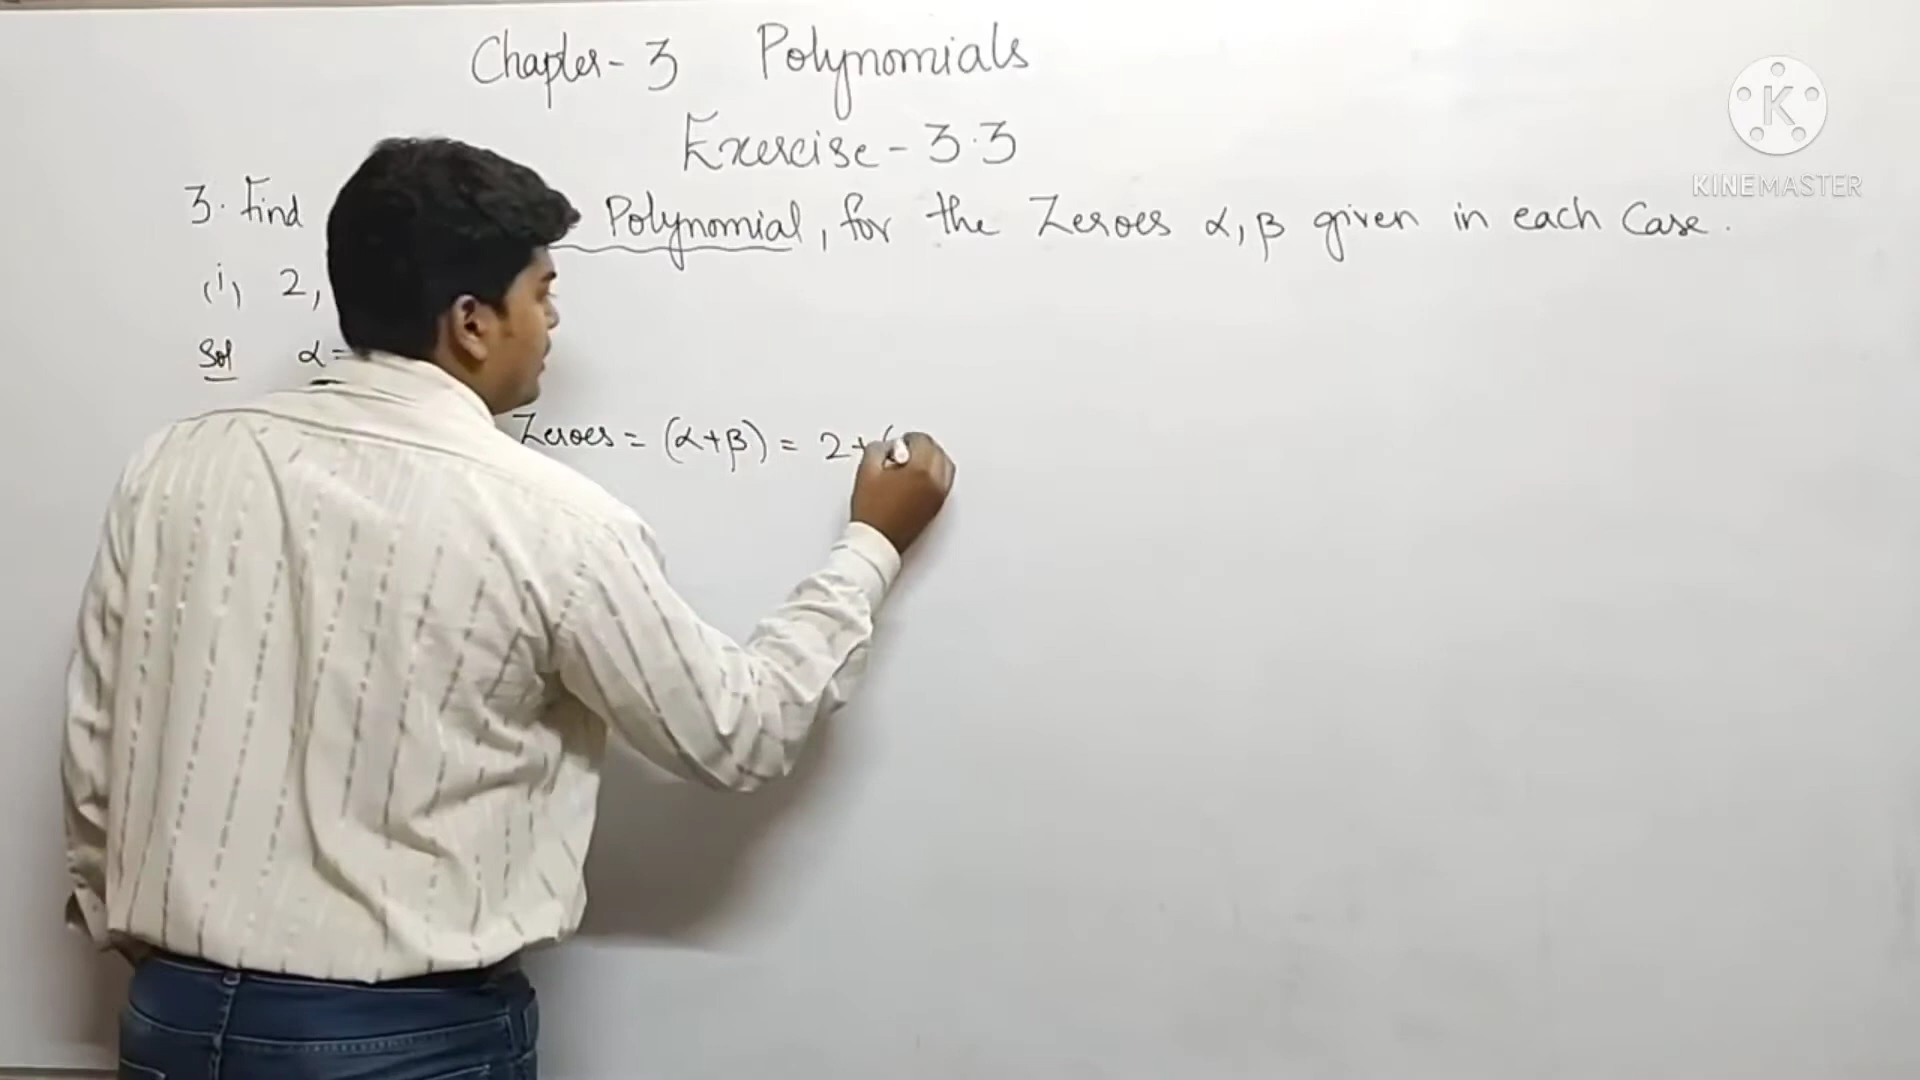 Chapter - 3 Polynomials
Exercise - 3.3
3. Find Polynomial, for the Zeroes α, β given in each Case.
(i) 2,
Sol α =
Zeroes = (α+β) = 2+(
KINEMASTER